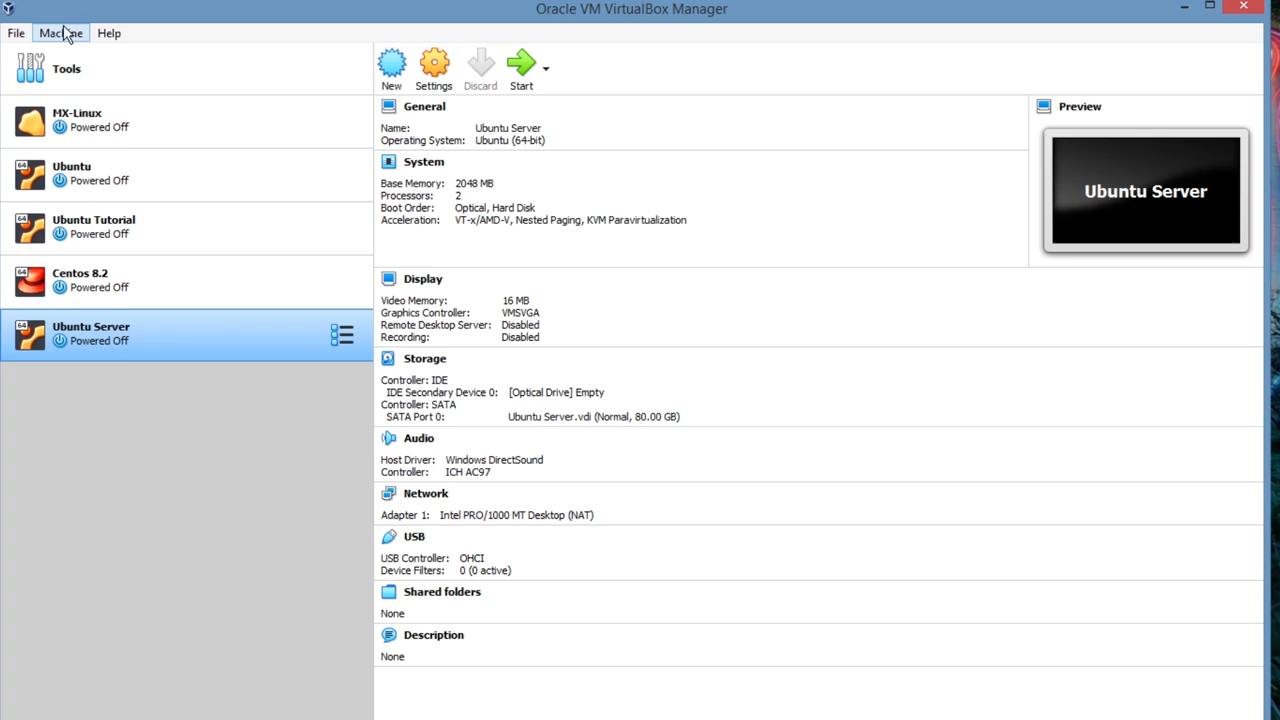 Oracle VM VirtualBox Manager
File Machine Help
Tools
New Settings Discard Start
MX-Linux
Powered Off
64
Ubuntu
Powered Off
64
Ubuntu Tutorial
Powered Off
64
Centos 8.2
Powered Off
64
Ubuntu Server
Powered Off
General
Name: Ubuntu Server
Operating System: Ubuntu (64-bit)
System
Base Memory: 2048 MB
Processors: 2
Boot Order: Optical, Hard Disk
Acceleration: VT-x/AMD-V, Nested Paging, KVM Paravirtualization
Preview
Ubuntu Server
Display
Video Memory: 16 MB
Graphics Controller: VMSVGA
Remote Desktop Server: Disabled
Recording: Disabled
Storage
Controller: IDE
IDE Secondary Device 0: [Optical Drive] Empty
Controller: SATA
SATA Port 0: Ubuntu Server.vdi (Normal, 80.00 GB)
Audio
Host Driver: Windows DirectSound
Controller: ICH AC97
Network
Adapter 1: Intel PRO/1000 MT Desktop (NAT)
USB
USB Controller: OHCI
Device Filters: 0 (0 active)
Shared folders
None
Description
None